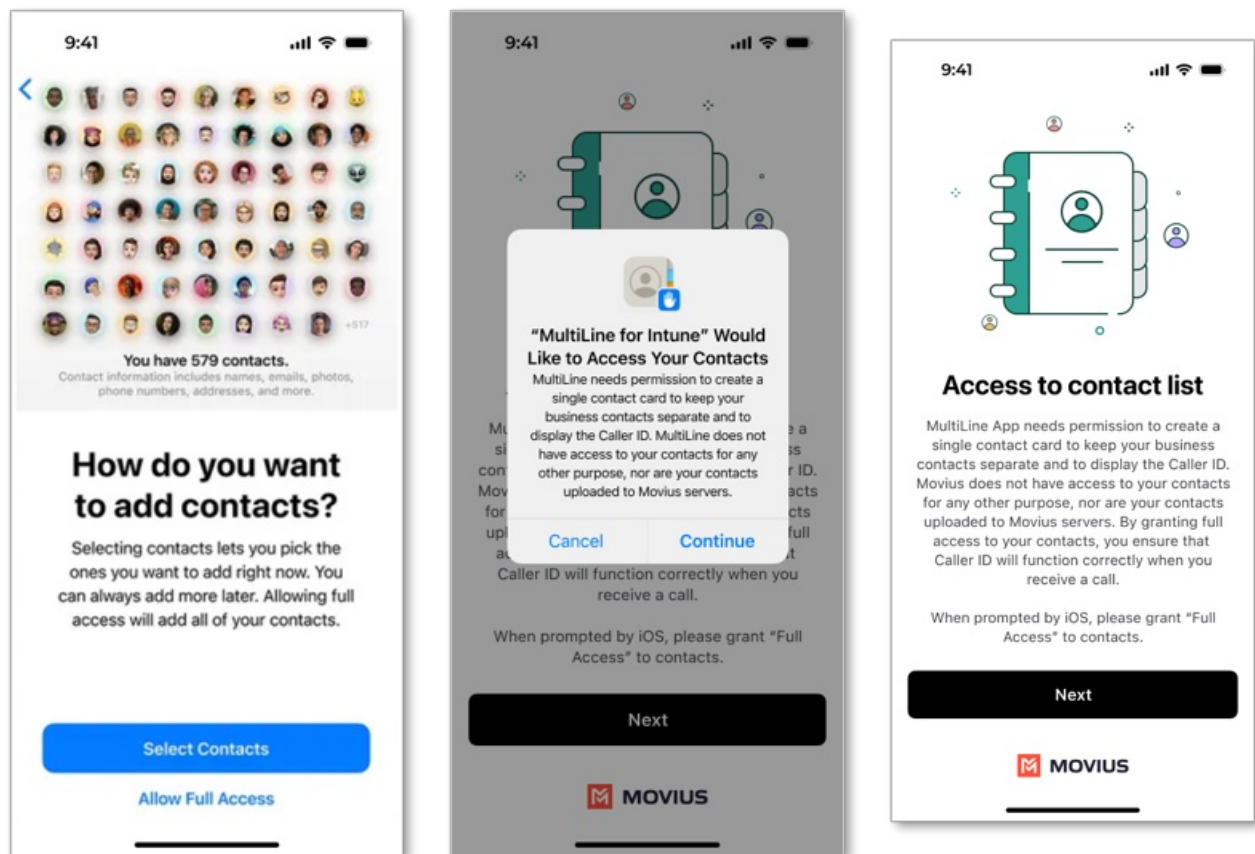 9:41
+517
You have 579 contacts.
Contact information includes names, emails, photos,
phone numbers, addresses, and more.
How do you want
to add contacts?
Selecting contacts lets you pick the
ones you want to add right now. You
can always add more later. Allowing full
access will add all of your contacts.
Select Contacts
Allow Full Access
9:41
"MultiLine for Intune" Would
Like to Access Your Contacts
MultiLine needs permission to create a
single contact card to keep your
business contacts separate and to
display the Caller ID. MultiLine does not
have access to your contacts for any
other purpose, nor are your contacts
uploaded to Movius servers.
Cancel
Continue
Caller ID will function correctly when you
receive a call.
When prompted by iOS, please grant "Full
Access" to contacts.
Next
MOVIUS
9:41
Access to contact list
MultiLine App needs permission to create a
single contact card to keep your business
contacts separate and to display the Caller ID.
Movius does not have access to your contacts
for any other purpose, nor are your contacts
uploaded to Movius servers. By granting full
access to your contacts, you ensure that
Caller ID will function correctly when you
receive a call.
When prompted by iOS, please grant "Full
Access" to contacts.
Next
MOVIUS